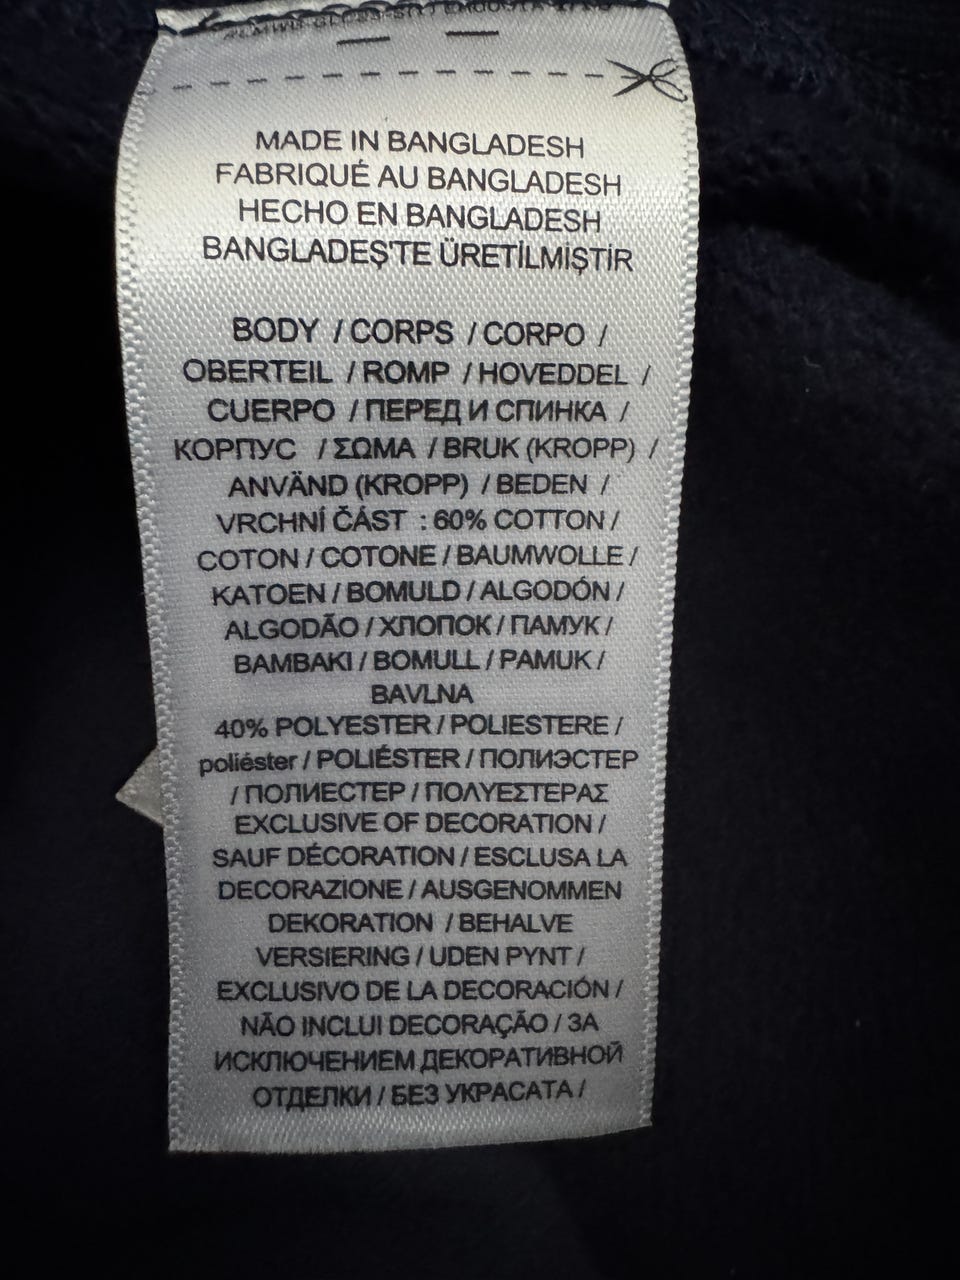 MADE IN BANGLADESH
FABRIQUÉ AU BANGLADESH
HECHO EN BANGLADESH
BANGLADEŞ'TE ÜRETİLMİŞTİR
BODY / CORPS / CORPO /
OBERTEIL / ROMP / HOVEDDEL /
CUERPO / ПЕРЕД И СПИНКА /
КОРПУС / ΣΩΜΑ / BRUK (KROPP) /
ANVÄND (KROPP) / BEDEN /
VRCHNÍ ČÁST : 60% COTTON /
COTON / COTONE / BAUMWOLLE /
KATOEN / BOMULD / ALGODÓN /
ALGODÃO / ХЛОПОК / ПАМУК /
BAMBAKI / BOMULL / PAMUK /
BAVLNA
40% POLYESTER / POLIESTERE /
poliéster / POLIÉSTER / ПОЛИЭСТЕР
/ ПОЛИЕСТЕР / ΠΟΛΥΕΣΤΕΡΑΣ
EXCLUSIVE OF DECORATION /
SAUF DÉCORATION / ESCLUSA LA
DECORAZIONE / AUSGENOMMEN
DEKORATION / BEHALVE
VERSIERING / UDEN PYNT /
EXCLUSIVO DE LA DECORACIÓN /
NÃO INCLUI DECORAÇÃO / ЗА
ИСКЛЮЧЕНИЕМ ДЕКОРАТИВНОЙ
ОТДЕЛКИ / БЕЗ УКРАСАТА /